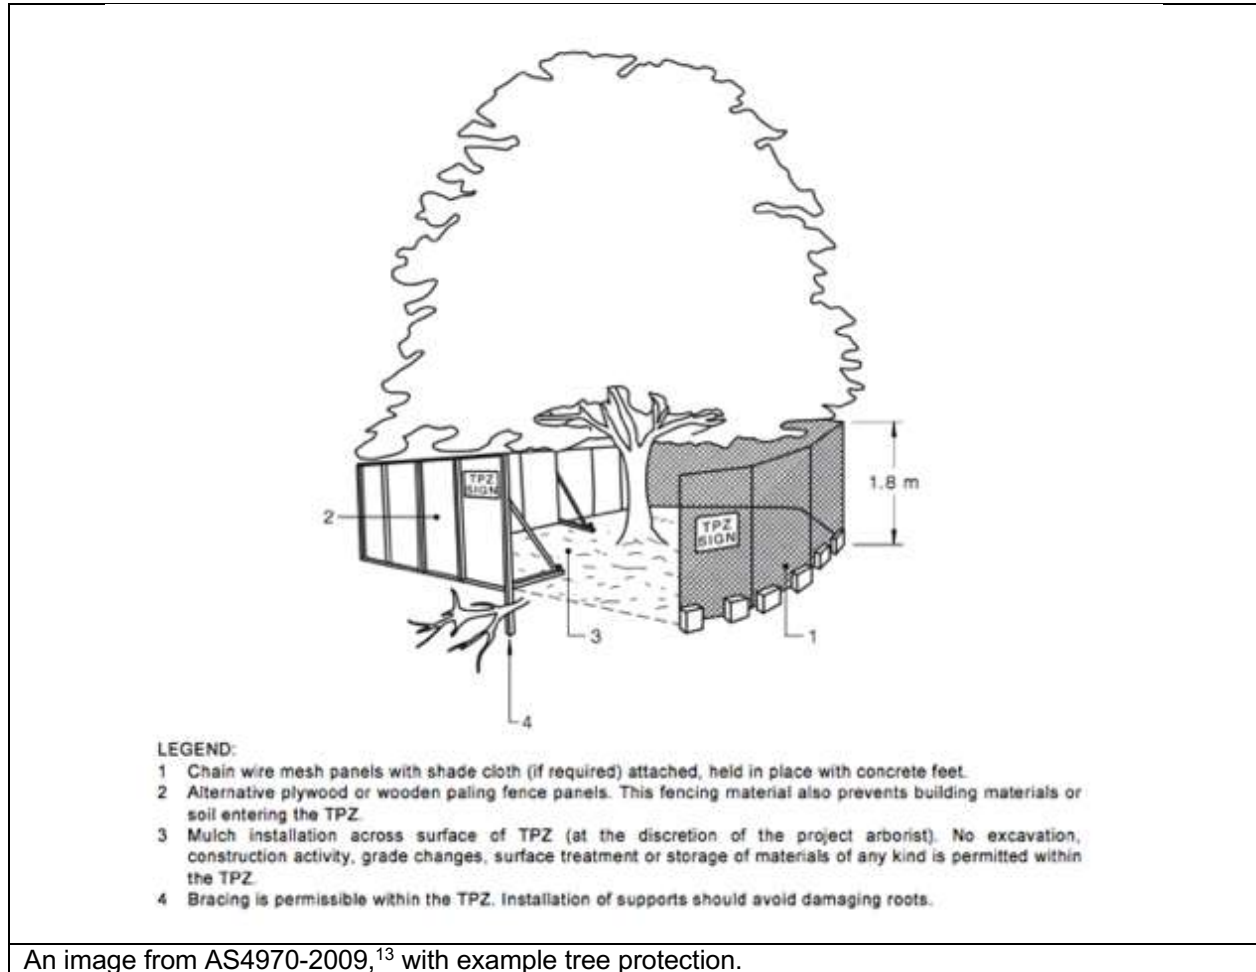 TPZ
SIGN
1.8 m
2
TPZ
SIGN
3
1
4
LEGEND:
1 Chain wire mesh panels with shade cloth (if required) attached, held in place with concrete feet.
2 Alternative plywood or wooden paling fence panels. This fencing material also prevents building materials or
soil entering the TPZ.
3 Mulch installation across surface of TPZ (at the discretion of the project arborist). No excavation,
construction activity, grade changes, surface treatment or storage of materials of any kind is permitted within
the TPZ.
4 Bracing is permissible within the TPZ. Installation of supports should avoid damaging roots.
An image from AS4970-2009,¹³ with example tree protection.